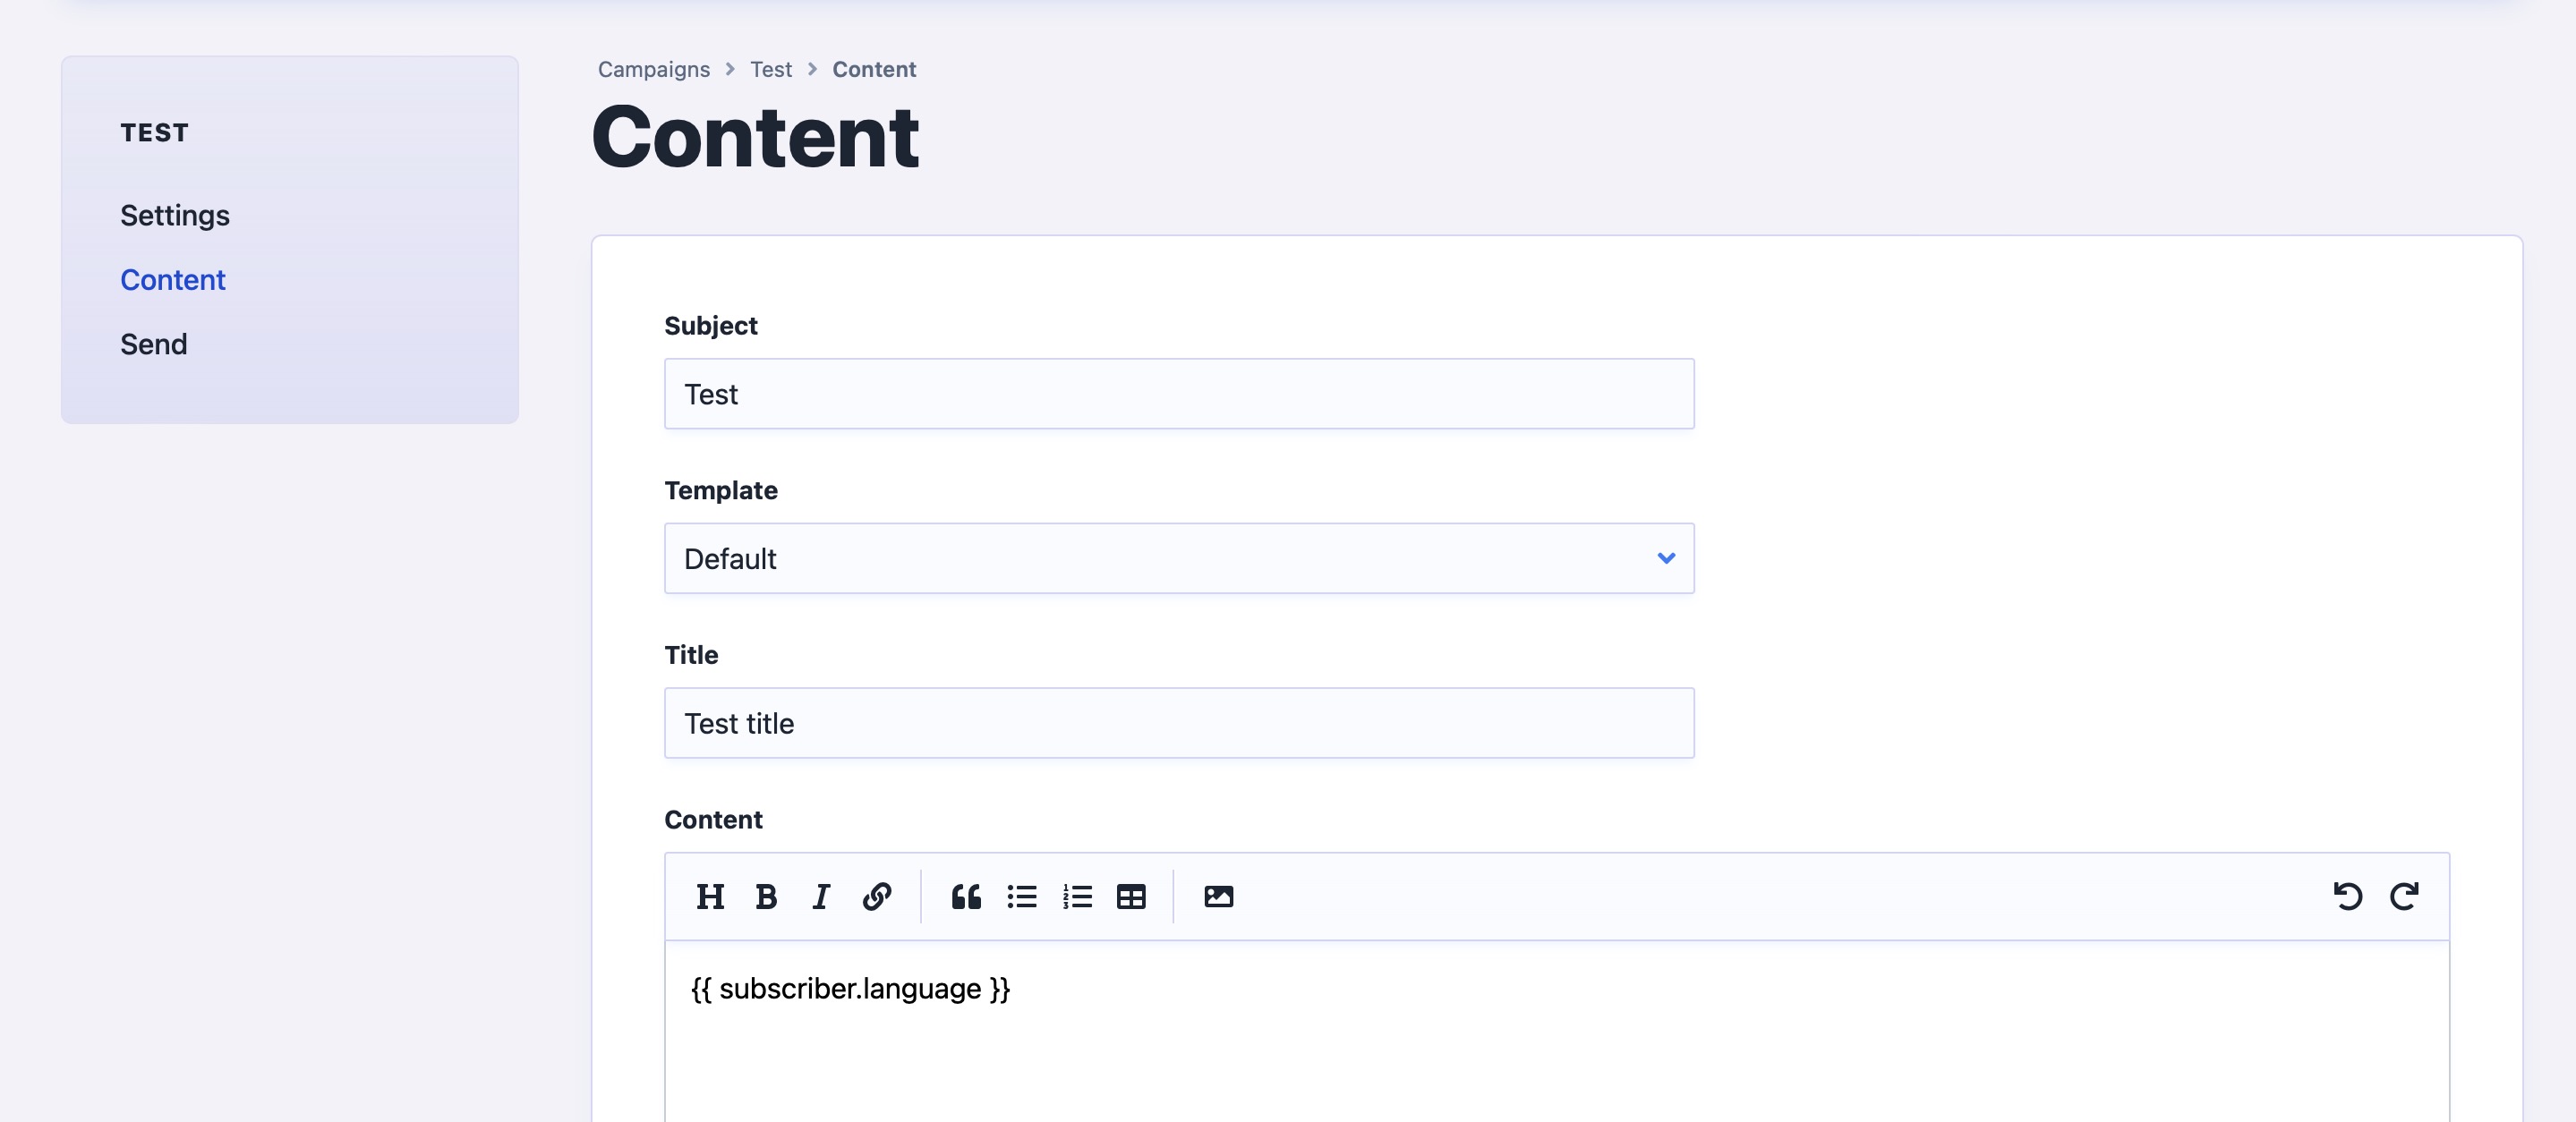 Campaigns > Test > Content
Content
TEST
Settings
Content
Send
Subject
Test
Template
Default
Title
Test title
Content
H B I
{{ subscriber.language }}